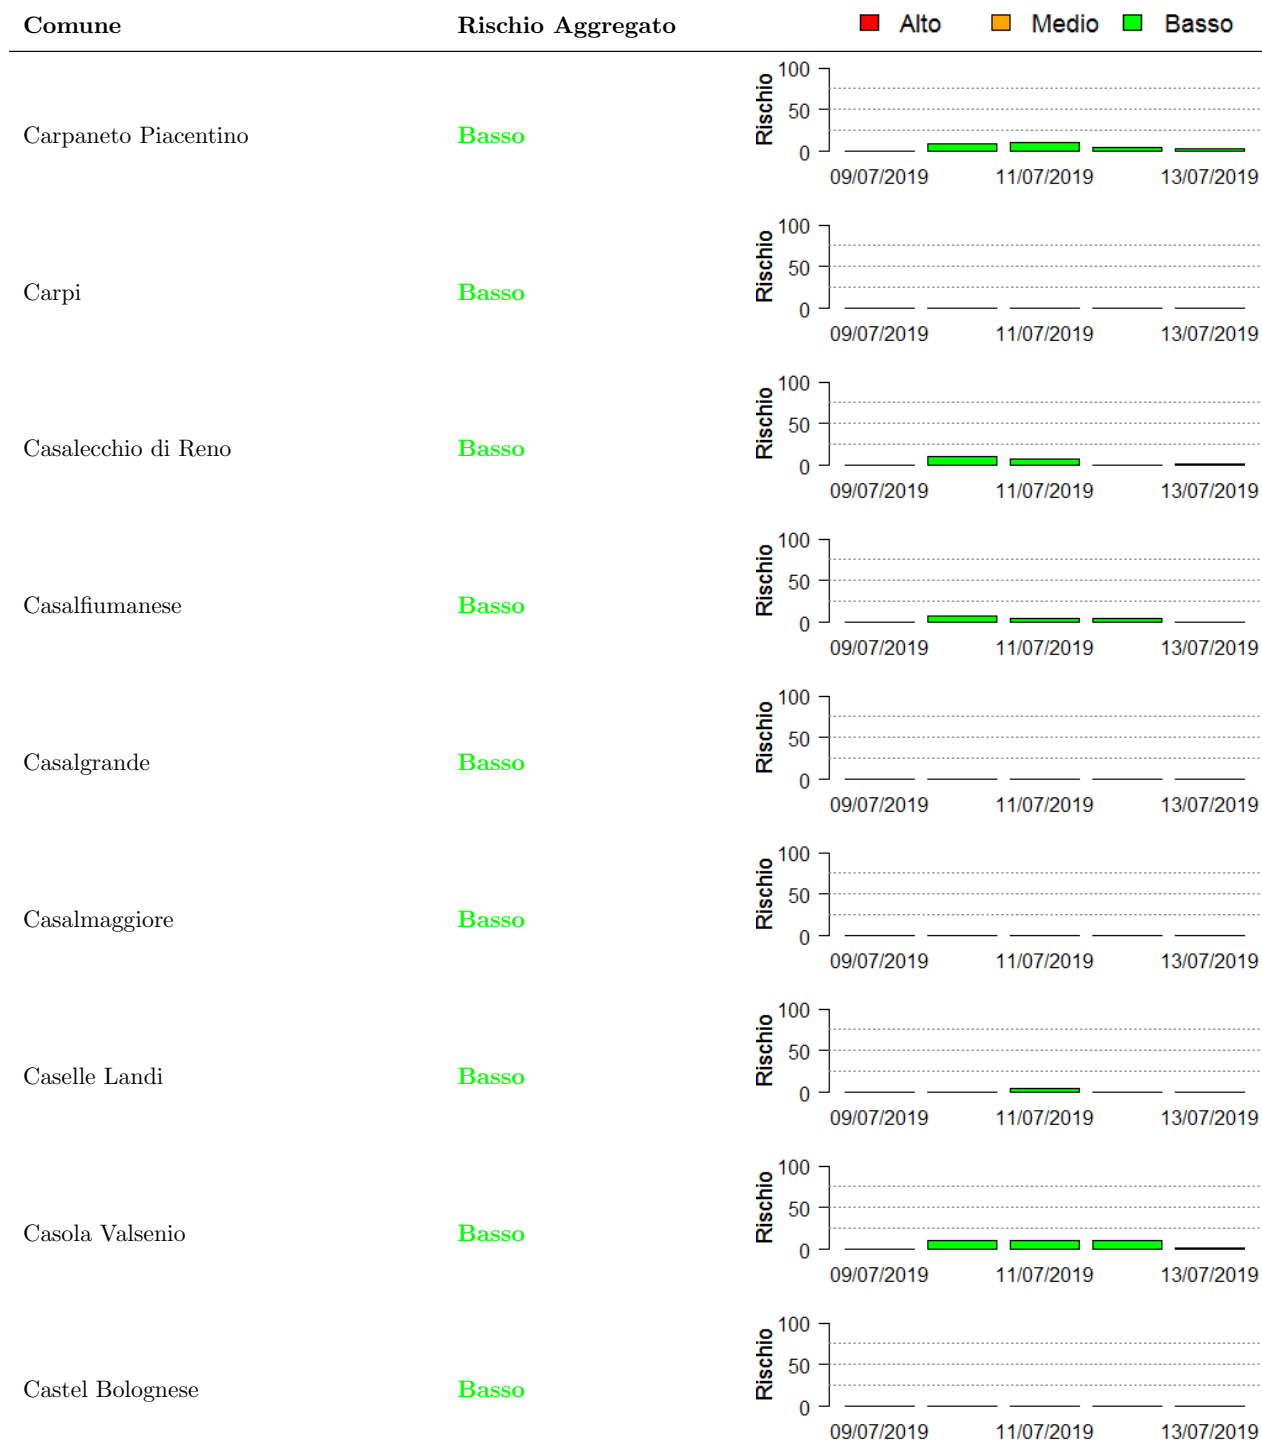 Comune Rischio Aggregato Alto Medio Basso
100
50
0
Rischio
Carpaneto Piacentino Basso
09/07/2019 11/07/2019 13/07/2019
100
50
0
Rischio
Carpi Basso
09/07/2019 11/07/2019 13/07/2019
100
50
0
Rischio
Casalecchio di Reno Basso
09/07/2019 11/07/2019 13/07/2019
100
50
0
Rischio
Casalfiumanese Basso
09/07/2019 11/07/2019 13/07/2019
100
50
0
Rischio
Casalgrande Basso
09/07/2019 11/07/2019 13/07/2019
100
50
0
Rischio
Casalmaggiore Basso
09/07/2019 11/07/2019 13/07/2019
100
50
0
Rischio
Caselle Landi Basso
09/07/2019 11/07/2019 13/07/2019
100
50
0
Rischio
Casola Valsenio Basso
09/07/2019 11/07/2019 13/07/2019
100
50
0
Rischio
Castel Bolognese Basso
09/07/2019 11/07/2019 13/07/2019